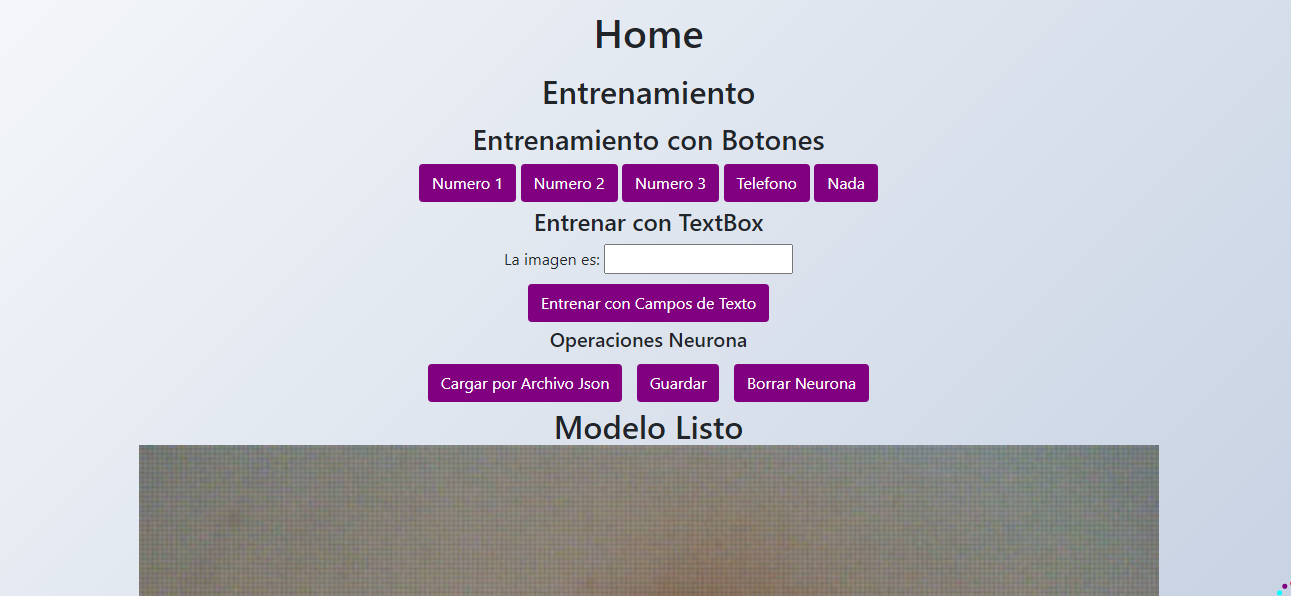 Home
Entrenamiento
Entrenamiento con Botones
Numero 1 Numero 2 Numero 3 Telefono Nada
Entrenar con TextBox
La imagen es:
Entrenar con Campos de Texto
Operaciones Neurona
Cargar por Archivo Json Guardar Borrar Neurona
Modelo Listo